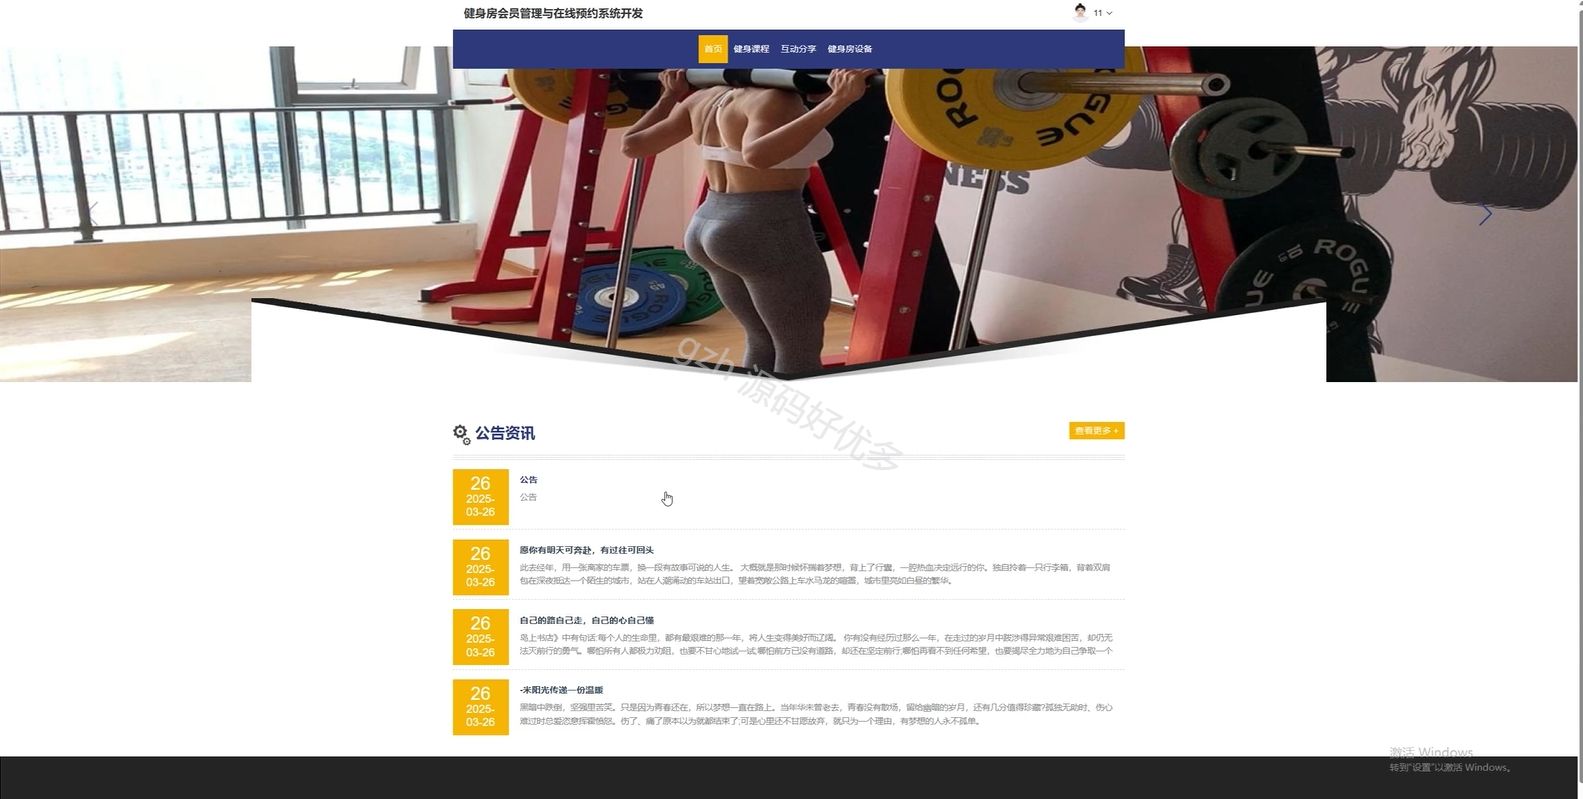 健身房会员管理与在线预约系统开发
11
首页 健身课程 互动分享 健身房设备
ROGUE
NESS
ROGUE
ROGUE
公告资讯
查看更多 +
26
2025-
03-26
公告
公告
26
2025-
03-26
愿你有明天可奔赴，有过往可回头
此去经年，用一张商家的车票，换一段有故事可说的人生。 大概就是那时候怀揣着梦想，背上了行囊，一腔热血决定远行的你。独自拎着一只行李箱，背着双肩
包在深夜抵达一个陌生的城市，站在人潮涌动的车站出口，望着宽敞公路上车水马龙的喧嚣，城市里亮如白昼的繁华。
26
2025-
03-26
自己的路自己走，自己的心自己懂
岛上书店》中有句话:每个人的生命里，都有最艰难的那一年，将人生变得美好而辽阔。 你有没有经历过那么一年，在走过的岁月中跋涉得异常艰难困苦，却仍无
法灭前行的勇气。哪怕所有人都极力劝阻，也要不甘心地试一试;哪怕前方已没有道路，却还在坚定前行;哪怕再看不到任何希望，也要竭尽全力地为自己争取一个
26
2025-
03-26
-米阳光传递一份温暖
黑暗中跌倒，坚强里苦笑。只是因为青春还在，所以梦想一直在路上。当年华未曾老去，青春没有散场，留给幽暗的岁月，还有几分值得珍藏?孤独无助时、伤心
难过时总爱恣意挥霍愤怒。伤了、痛了原本以为就都结束了;可是心里还不甘愿放弃，就只为一个理由，有梦想的人永不孤单。
gzh 源码好优多
激活 Windows
转到"设置"以激活 Windows。